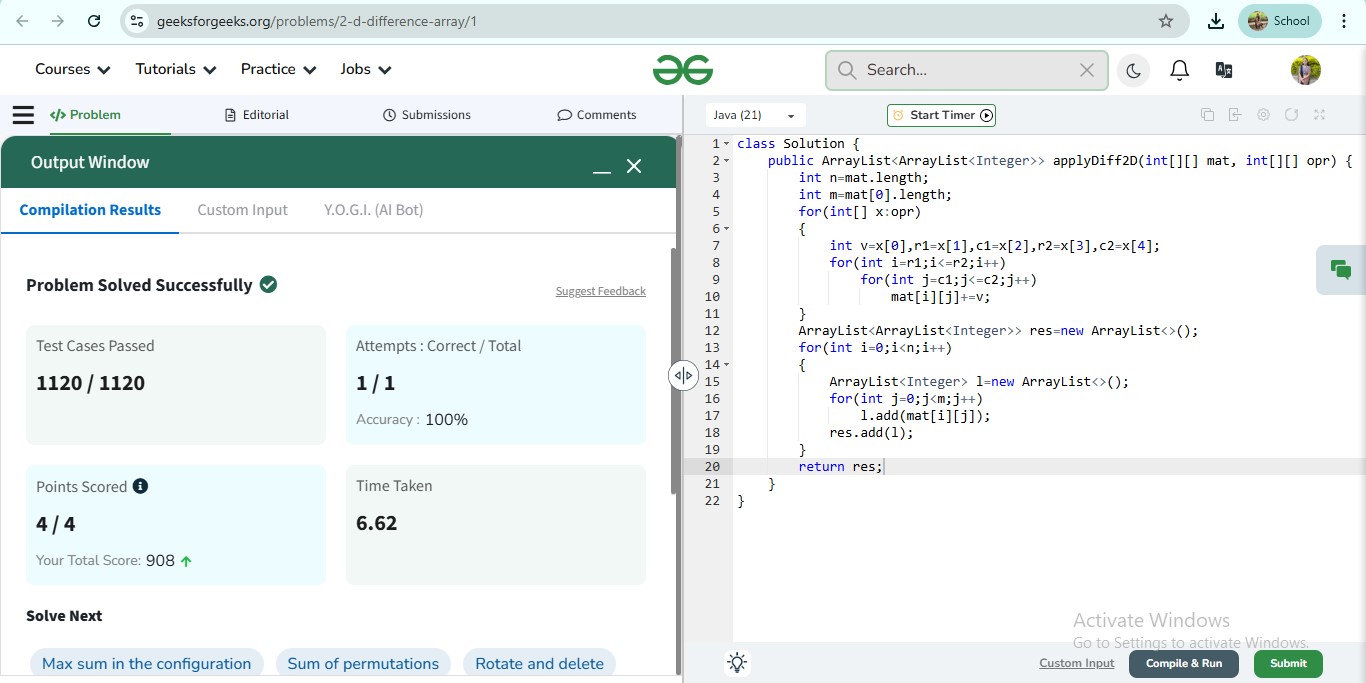 geeksforgeeks.org/problems/2-d-difference-array/1
School
Courses
Tutorials
Practice
Jobs
Search...
Problem
Editorial
Submissions
Comments
Java (21)
Start Timer
Output Window
Compilation Results
Custom Input
Y.O.G.I. (AI Bot)
Problem Solved Successfully
Suggest Feedback
Test Cases Passed
1120 / 1120
Attempts : Correct / Total
1 / 1
Accuracy : 100%
Points Scored
4 / 4
Your Total Score: 908
Time Taken
6.62
Solve Next
Max sum in the configuration
Sum of permutations
Rotate and delete
1 class Solution {
2 public ArrayList<ArrayList<Integer>> applyDiff2D(int[][] mat, int[][] opr) {
3 int n=mat.length;
4 int m=mat[0].length;
5 for(int[] x:opr)
6 {
7 int v=x[0],r1=x[1],c1=x[2],r2=x[3],c2=x[4];
8 for(int i=r1;i<=r2;i++)
9 for(int j=c1;j<=c2;j++)
10 mat[i][j]+=v;
11 }
12 ArrayList<ArrayList<Integer>> res=new ArrayList<>();
13 for(int i=0;i<n;i++)
14 {
15 ArrayList<Integer> l=new ArrayList<>();
16 for(int j=0;j<m;j++)
17 l.add(mat[i][j]);
18 res.add(l);
19 }
20 return res;
21 }
22 }
Activate Windows
Go to Settings to activate Windows.
Custom Input
Compile & Run
Submit